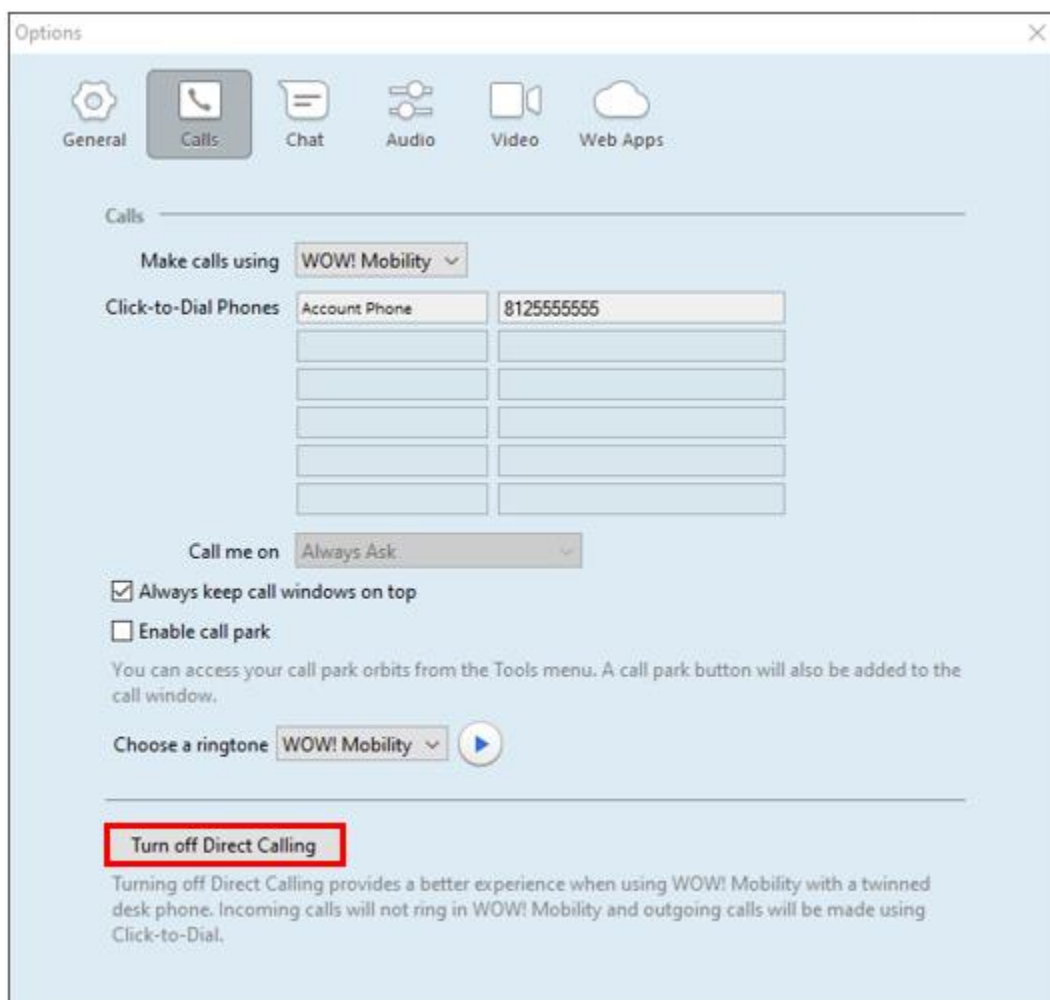 Options
General
Calls
Chat
Audio
Video
Web Apps
Calls
Make calls using WOW! Mobility
Click-to-Dial Phones Account Phone 8125555555
Call me on Always Ask
Always keep call windows on top
Enable call park
You can access your call park orbits from the Tools menu. A call park button will also be added to the
call window.
Choose a ringtone WOW! Mobility
Turn off Direct Calling
Turning off Direct Calling provides a better experience when using WOW! Mobility with a twinned
desk phone. Incoming calls will not ring in WOW! Mobility and outgoing calls will be made using
Click-to-Dial.